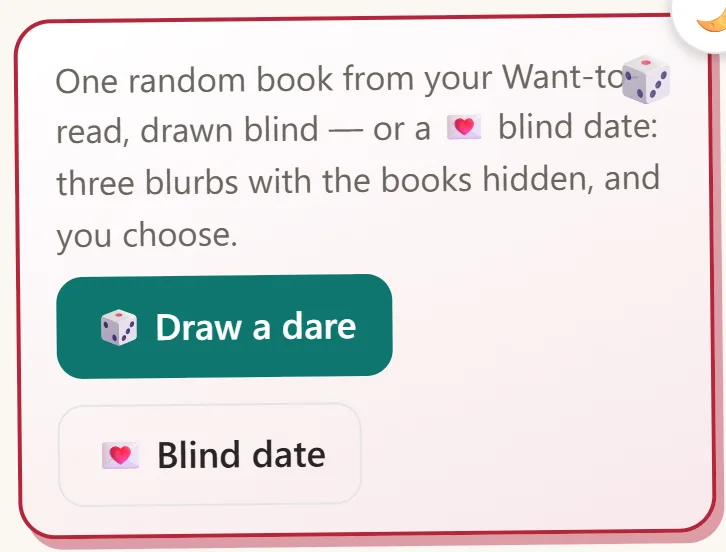 One random book from your Want-to-
read, drawn blind — or a 💌 blind date:
three blurbs with the books hidden, and
you choose.
🎲 Draw a dare
💌 Blind date